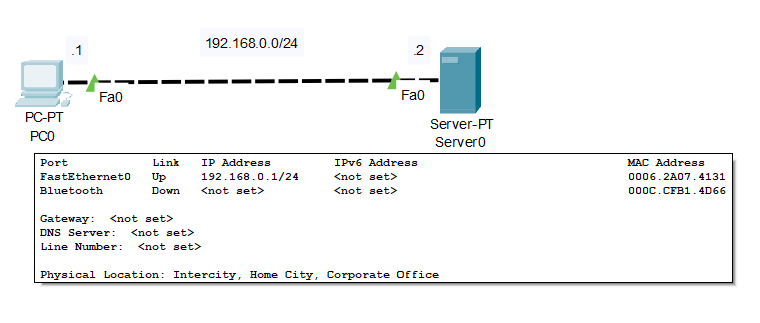 192.168.0.0/24
.1
.2
Fa0
Fa0
PC-PT
PC0
Server-PT
Server0
Port Link IP Address IPv6 Address MAC Address
FastEthernet0 Up 192.168.0.1/24 <not set> 0006.2A07.4131
Bluetooth Down <not set> <not set> 000C.CFB1.4D66
Gateway: <not set>
DNS Server: <not set>
Line Number: <not set>
Physical Location: Intercity, Home City, Corporate Office